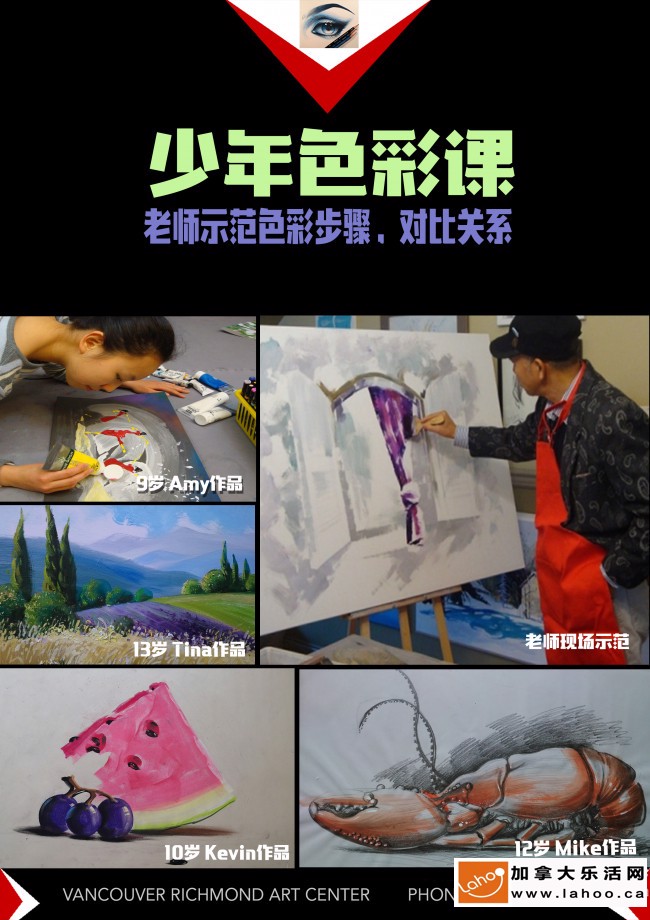 少年色彩课
老师示范色彩步骤、对比关系
9岁 Amy作品
老师现场示范
13岁 Tina作品
10岁 Kevin作品
12岁 Mike作品
VANCOUVER RICHMOND ART CENTER
PHON
Laho
加拿大乐活网
www.lahoo.ca